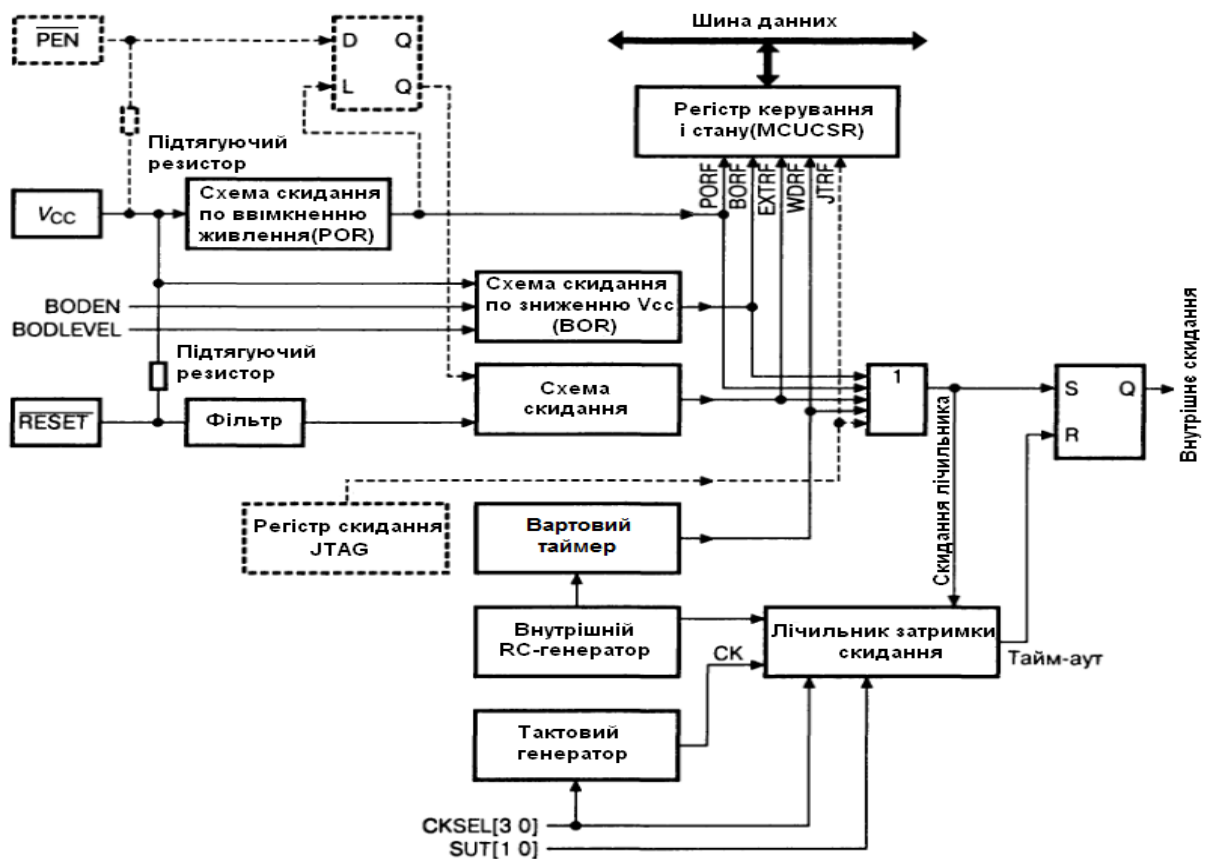 PEN
D Q
L Q
Шина данних
Регістр керування
і стану(MCUCSR)
Підтягуючий
резистор
VCC
Схема скидання
по ввімкненню
живлення(POR)
PORF
BORF
EXTRF
WDRF
JTRF
BODEN
BODLEVEL
Схема скидання
по зниженню Vcc
(BOR)
Підтягуючий
резистор
RESET
Фільтр
Схема
скидання
1
S Q
R
Внутрішнє скидання
Регістр скидання
JTAG
Вартовий
таймер
Скидання лічильника
Внутрішній
RC-генератор
CK
Лічильник затримки
скидання
Тайм-аут
Тактовий
генератор
CKSEL[3 0]
SUT[1 0]